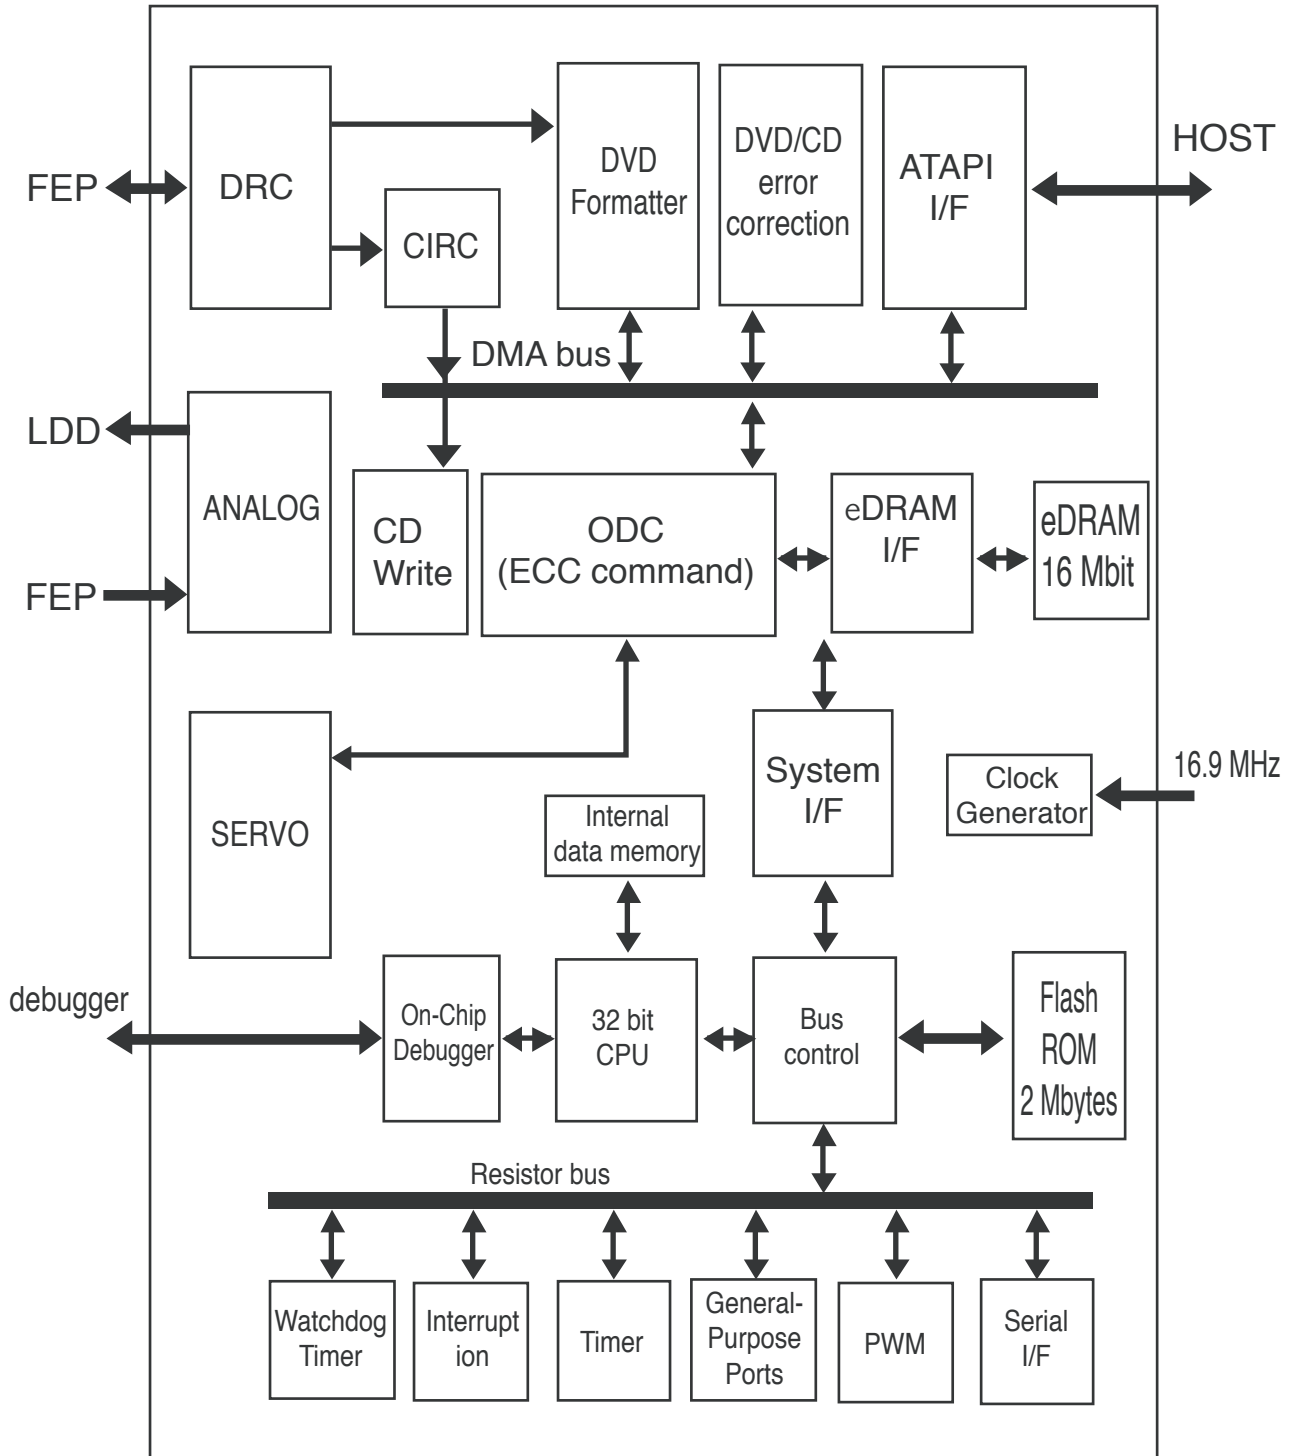 FEP
DRC
CIRC
DVD
Formatter
DVD/CD
error
correction
ATAPI
I/F
HOST
DMA bus
LDD
ANALOG
FEP
CD
Write
ODC
(ECC command)
eDRAM
I/F
eDRAM
16 Mbit
SERVO
System
I/F
Clock
Generator
16.9 MHz
Internal
data memory
debugger
On-Chip
Debugger
32 bit
CPU
Bus
control
Flash
ROM
2 Mbytes
Resistor bus
Watchdog
Timer
Interrupt
ion
Timer
General-
Purpose
Ports
PWM
Serial
I/F